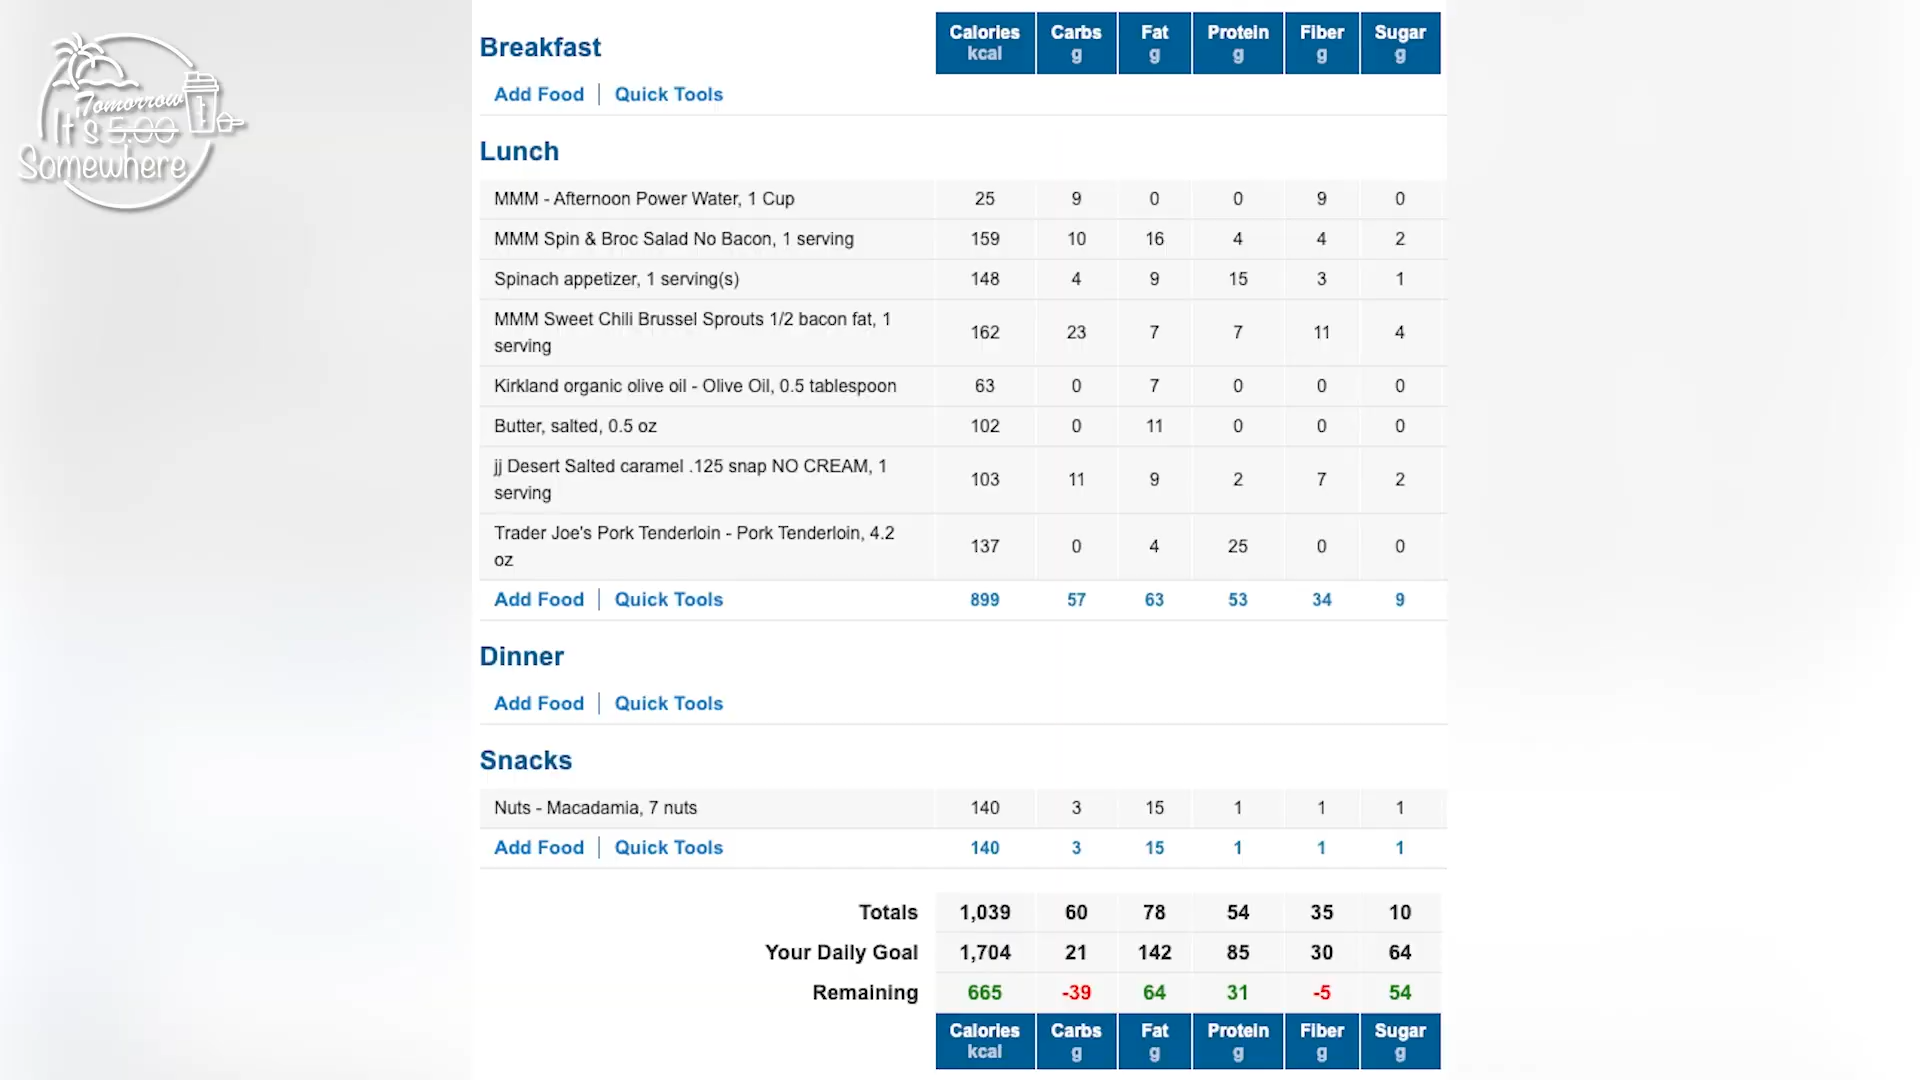 Tomorrow
It's 5:00
Somewhere
Breakfast
Calories Carbs Fat Protein Fiber Sugar
kcal g g g g g
Add Food | Quick Tools
Lunch
MMM - Afternoon Power Water, 1 Cup 25 9 0 0 9 0
MMM Spin & Broc Salad No Bacon, 1 serving 159 10 16 4 4 2
Spinach appetizer, 1 serving(s) 148 4 9 15 3 1
MMM Sweet Chili Brussel Sprouts 1/2 bacon fat, 1
serving 162 23 7 7 11 4
Kirkland organic olive oil - Olive Oil, 0.5 tablespoon 63 0 7 0 0 0
Butter, salted, 0.5 oz 102 0 11 0 0 0
jj Desert Salted caramel .125 snap NO CREAM, 1
serving 103 11 9 2 7 2
Trader Joe's Pork Tenderloin - Pork Tenderloin, 4.2
oz 137 0 4 25 0 0
Add Food | Quick Tools 899 57 63 53 34 9
Dinner
Add Food | Quick Tools
Snacks
Nuts - Macadamia, 7 nuts 140 3 15 1 1 1
Add Food | Quick Tools 140 3 15 1 1 1
Totals 1,039 60 78 54 35 10
Your Daily Goal 1,704 21 142 85 30 64
Remaining 665 -39 64 31 -5 54
Calories Carbs Fat Protein Fiber Sugar
kcal g g g g g